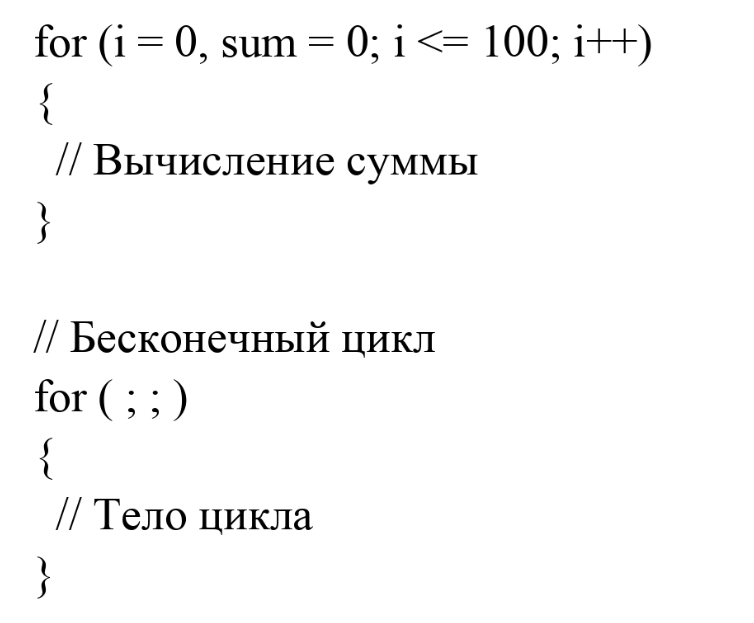 for (i = 0, sum = 0; i <= 100; i++)
{
// Вычисление суммы
}
// Бесконечный цикл
for ( ; ; )
{
// Тело цикла
}